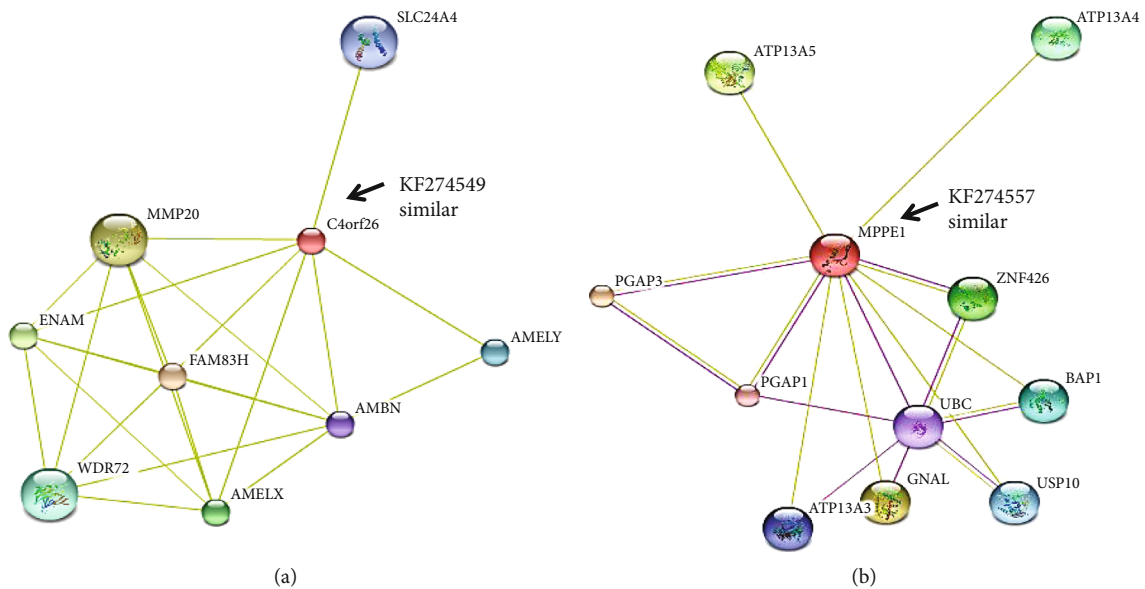 SLC24A4
KF274549
similar
MMP20
C4orf26
ENAM
AMELY
FAM83H
AMBN
WDR72
AMELX
(a)
ATP13A4
ATP13A5
KF274557
similar
MPPE1
PGAP3
ZNF426
PGAP1
BAP1
UBC
GNAL
USP10
ATP13A3
(b)